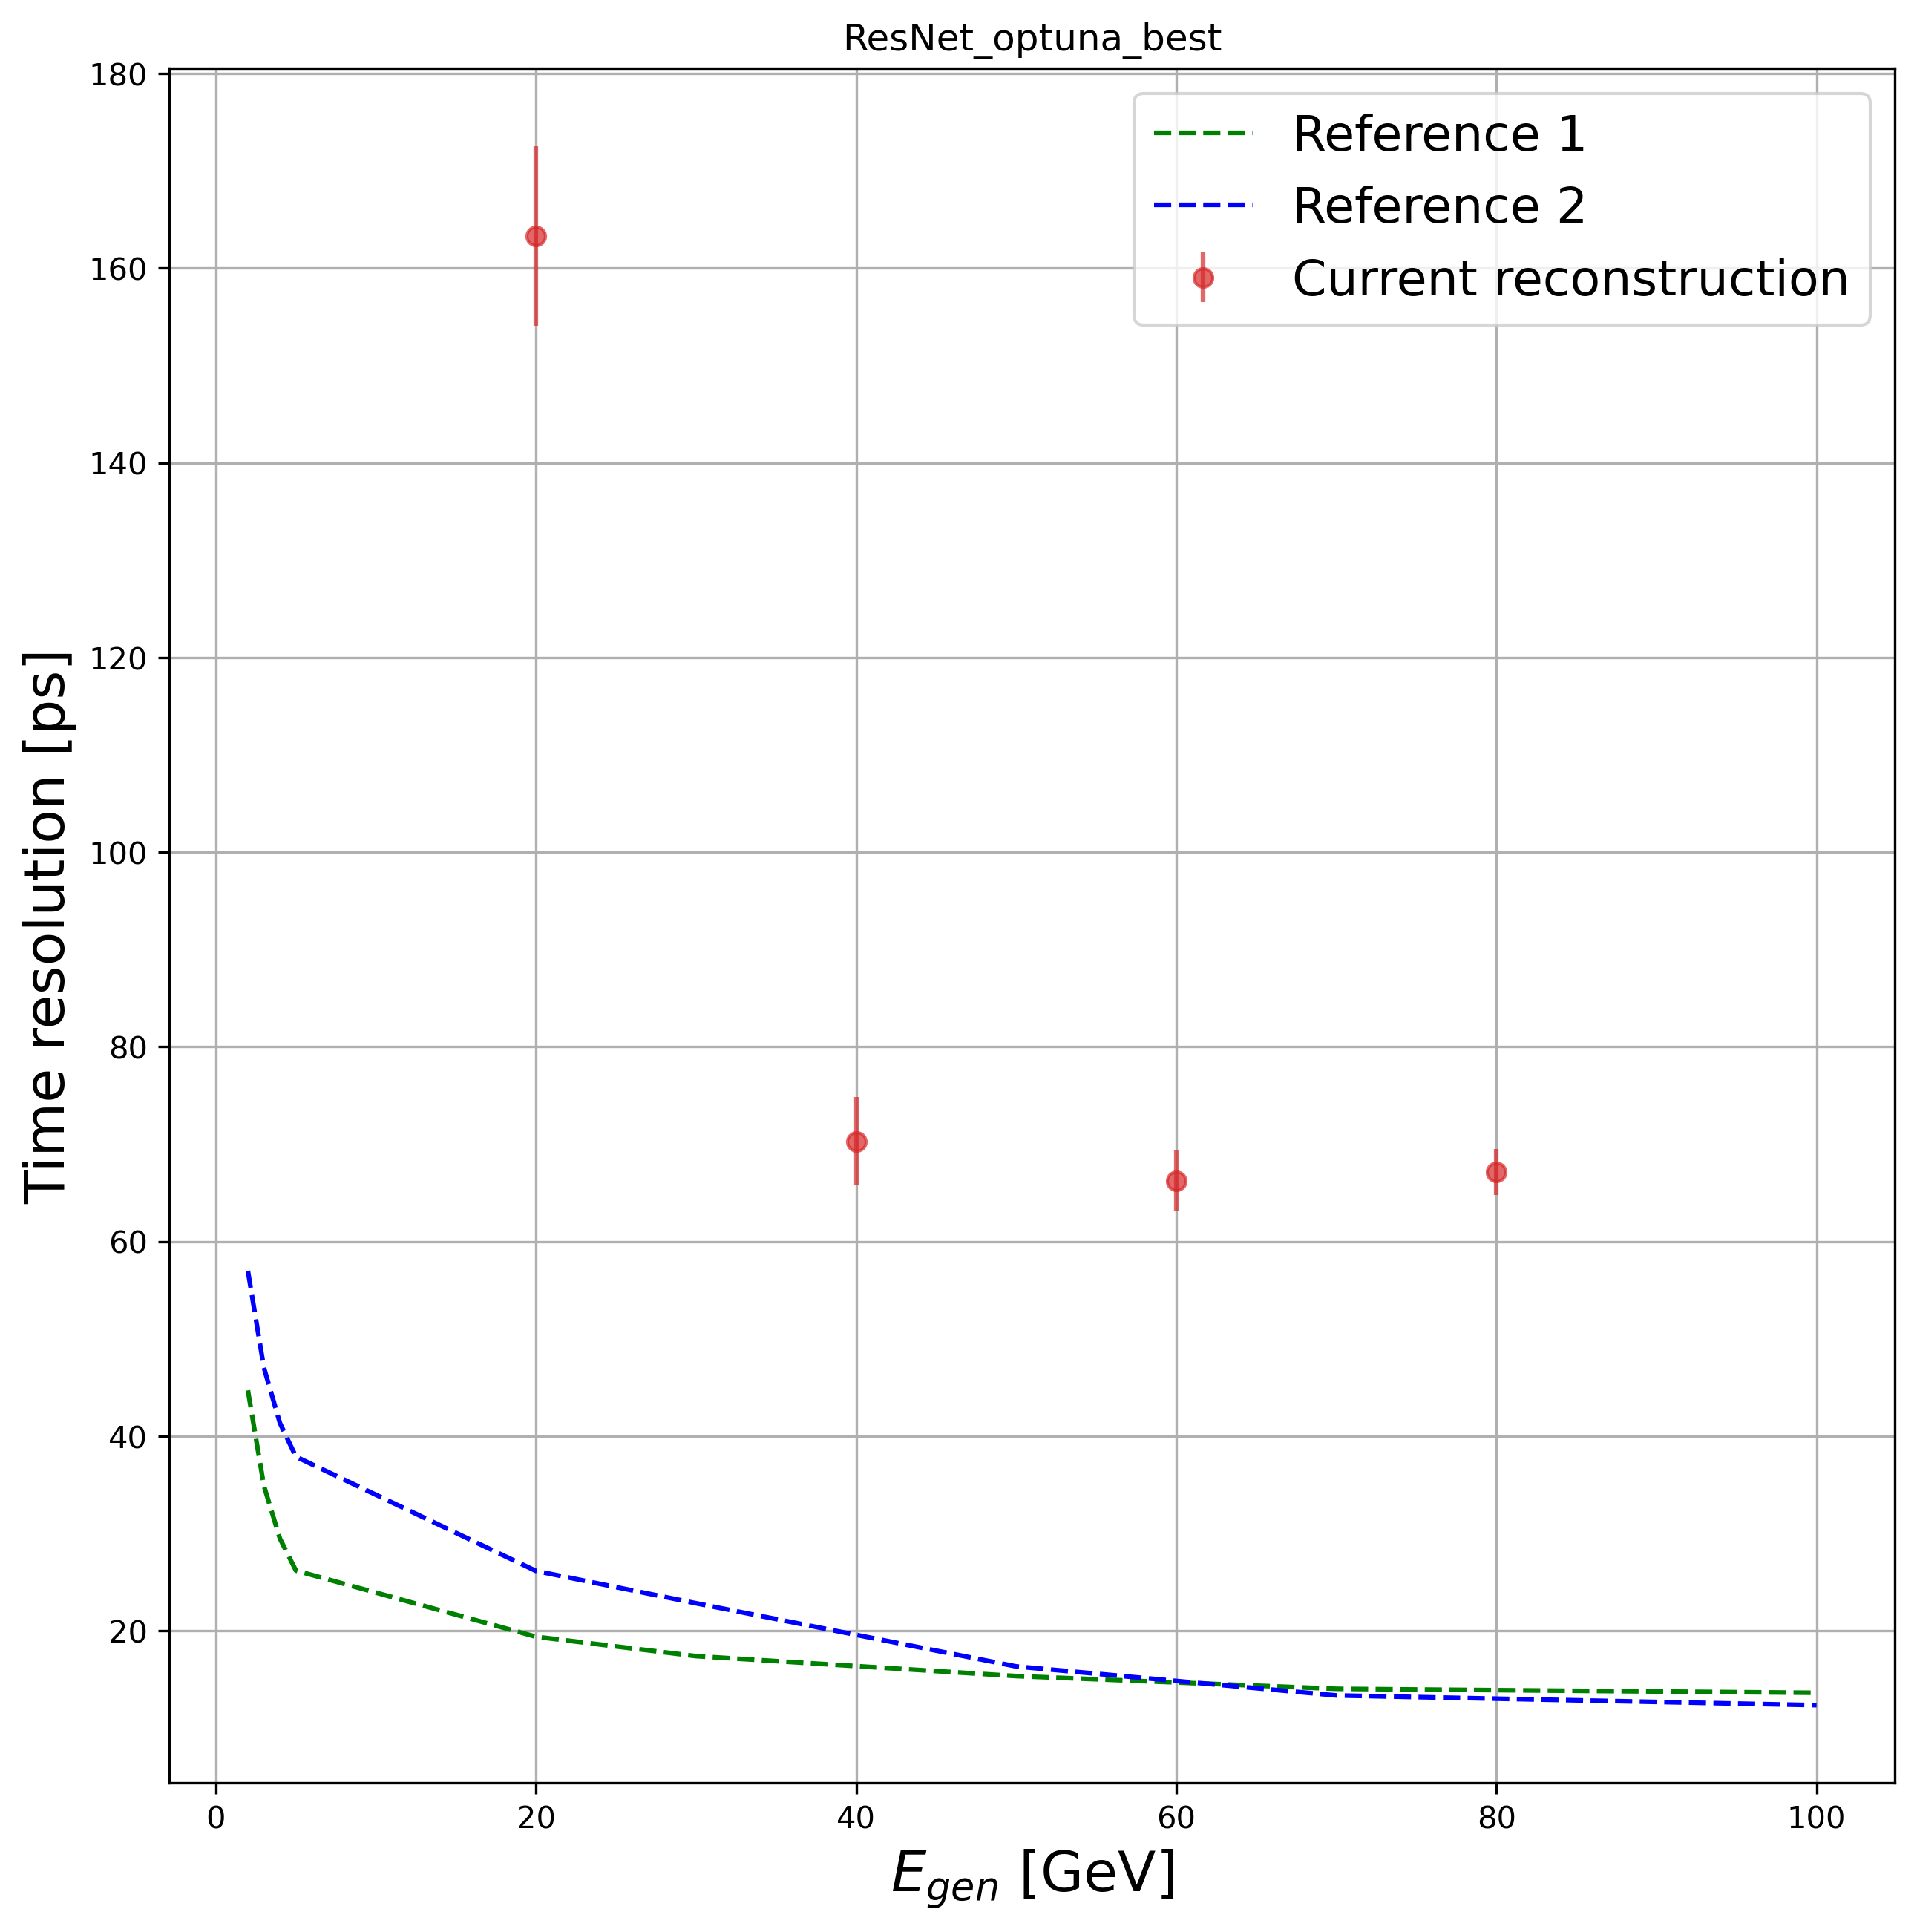 ResNet_optuna_best
Reference 1
Reference 2
Current reconstruction
Time resolution [ps]
180
160
140
120
100
80
60
40
20
0 20 40 60 80 100
E_gen [GeV]